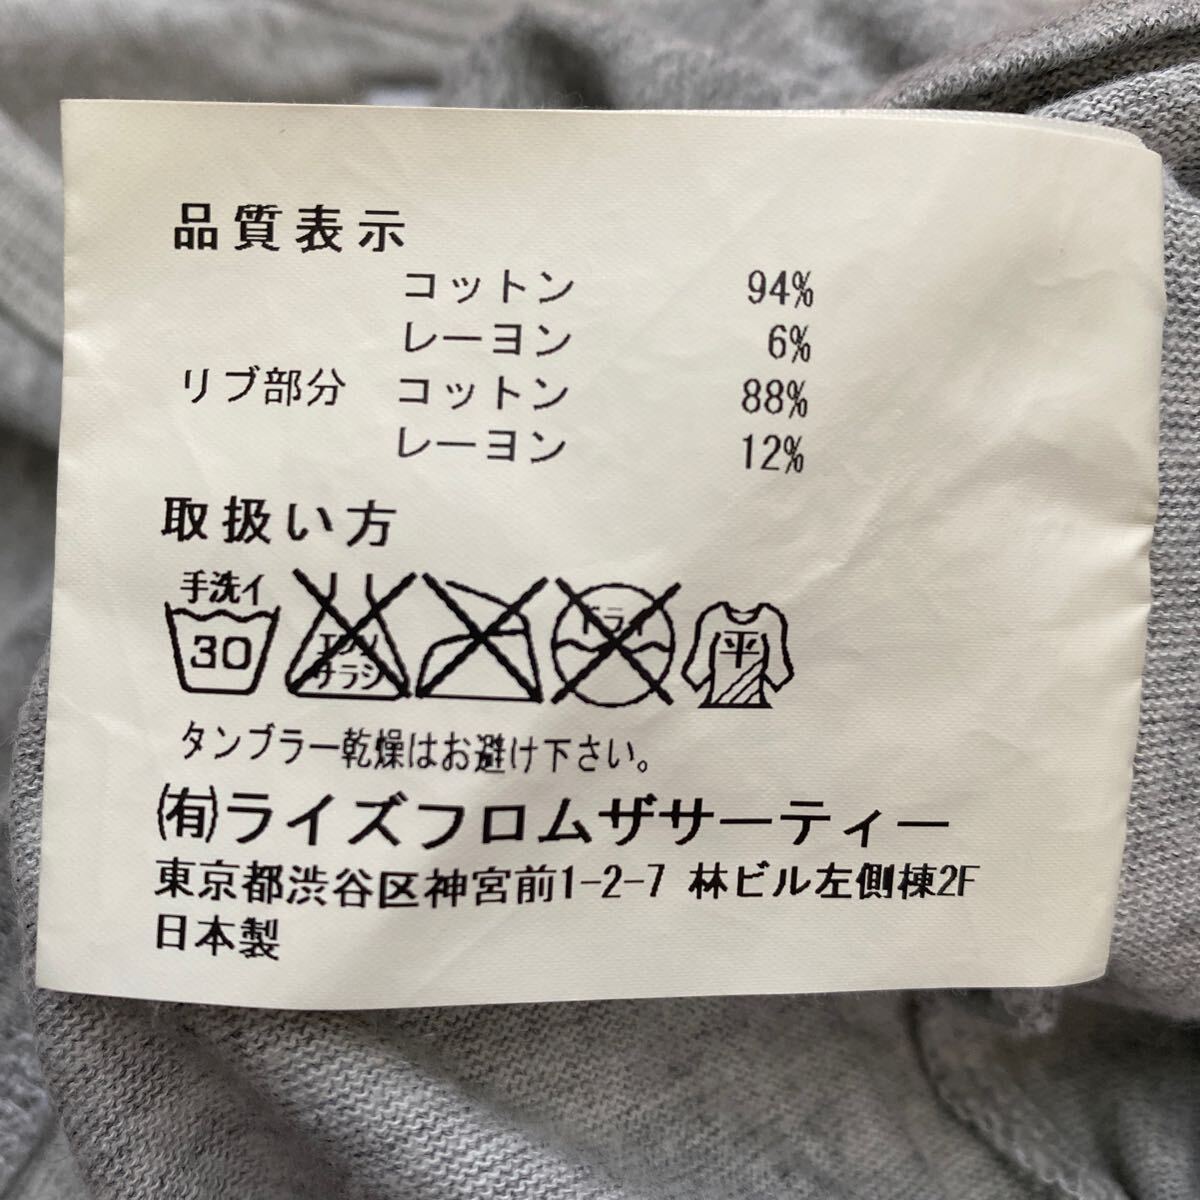 品質表示
コットン 94%
レーヨン 6%
リブ部分 コットン 88%
レーヨン 12%
取扱い方
手洗イ
30
エンソ
サラシ
ドライ
平
タンブラー乾燥はお避け下さい。
㈲ライズフロムザサーティー
東京都渋谷区神宮前1-2-7 林ビル左側棟2F
日本製